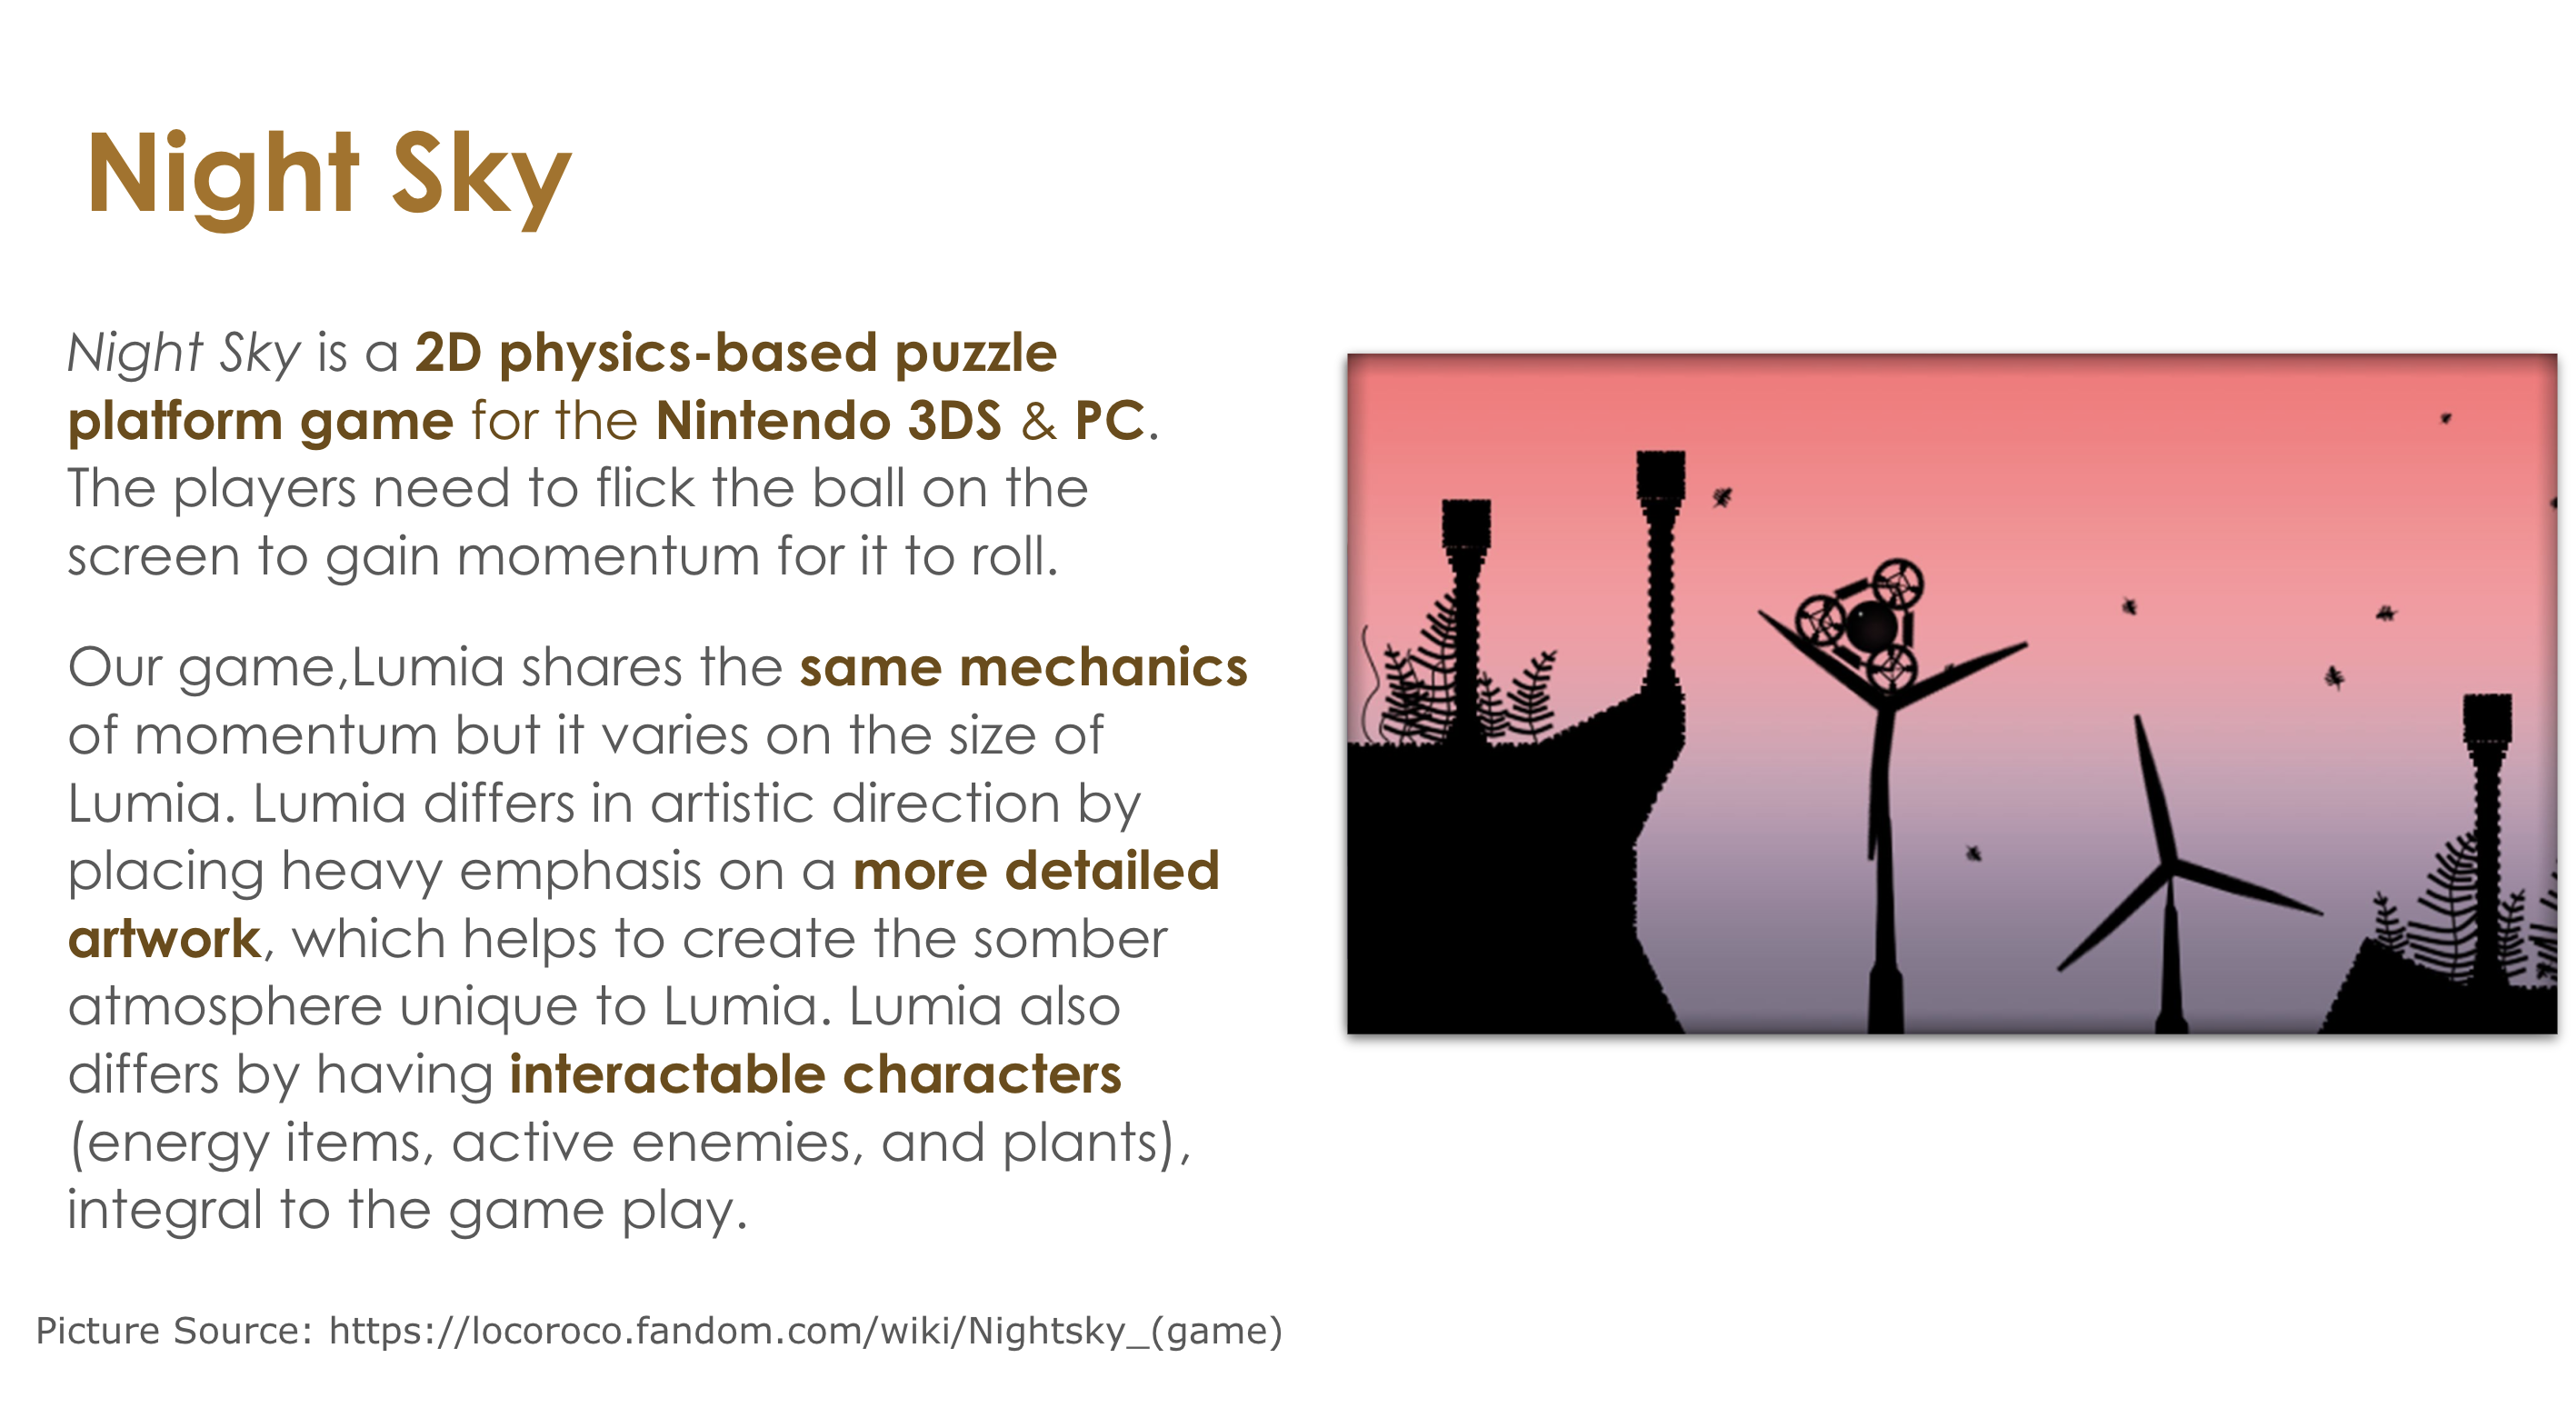 Night Sky
Night Sky is a 2D physics-based puzzle
platform game for the Nintendo 3DS & PC.
The players need to flick the ball on the
screen to gain momentum for it to roll.
Our game,Lumia shares the same mechanics
of momentum but it varies on the size of
Lumia. Lumia differs in artistic direction by
placing heavy emphasis on a more detailed
artwork, which helps to create the somber
atmosphere unique to Lumia. Lumia also
differs by having interactable characters
(energy items, active enemies, and plants),
integral to the game play.
Picture Source: https://locoroco.fandom.com/wiki/Nightsky_(game)